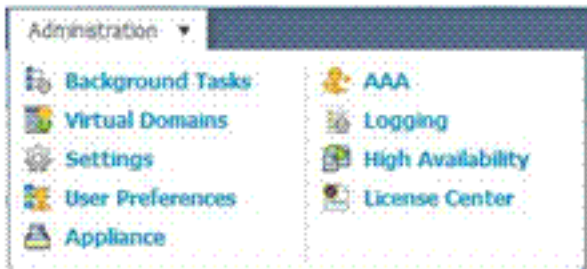 Administration
Background Tasks
Virtual Domains
Settings
User Preferences
Appliance
AAA
Logging
High Availability
License Center